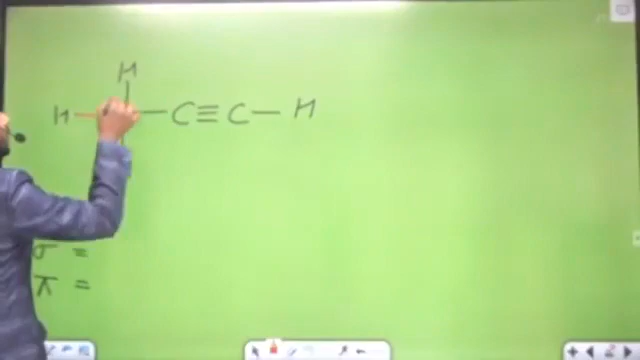 H
H — — C ≡ C — H
σ =
π =